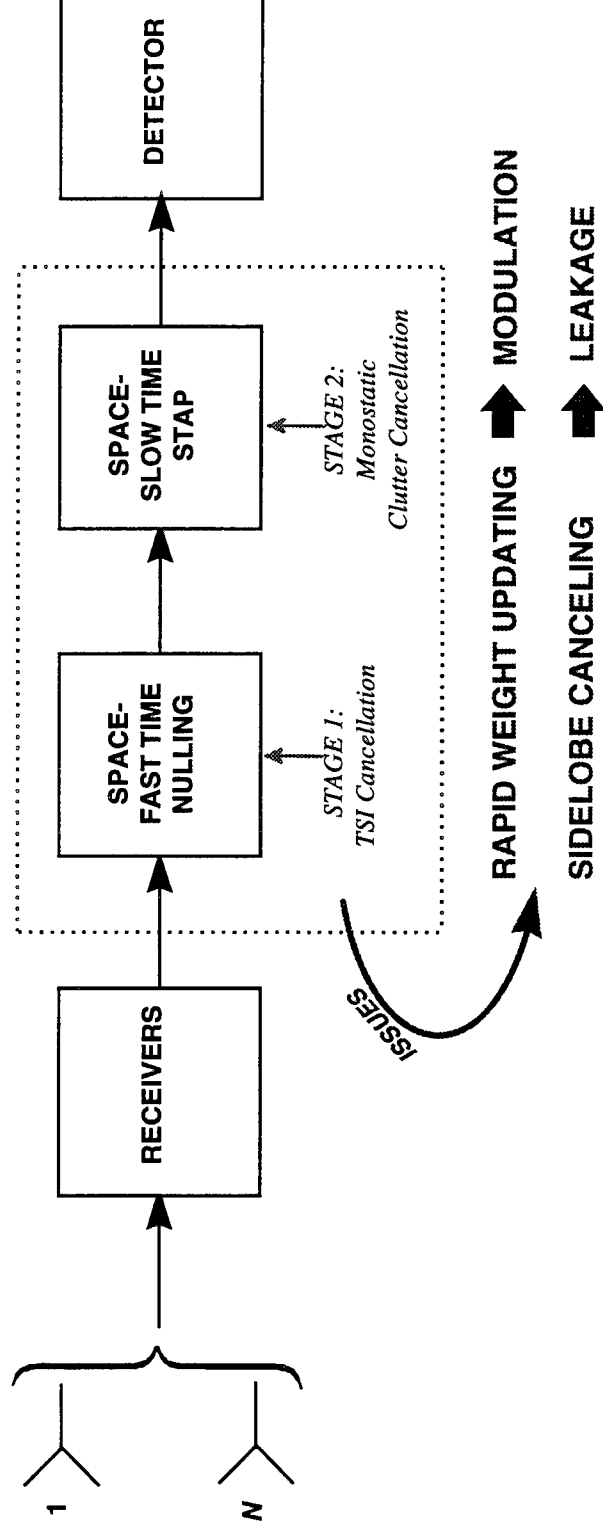 1
N
RECEIVERS
SPACE-
FAST TIME
NULLING
SPACE-
SLOW TIME
STAP
DETECTOR
STAGE 1:
TSI Cancellation
STAGE 2:
Monostatic
Clutter Cancellation
ISSUES
RAPID WEIGHT UPDATING
MODULATION
SIDELOBE CANCELING
LEAKAGE